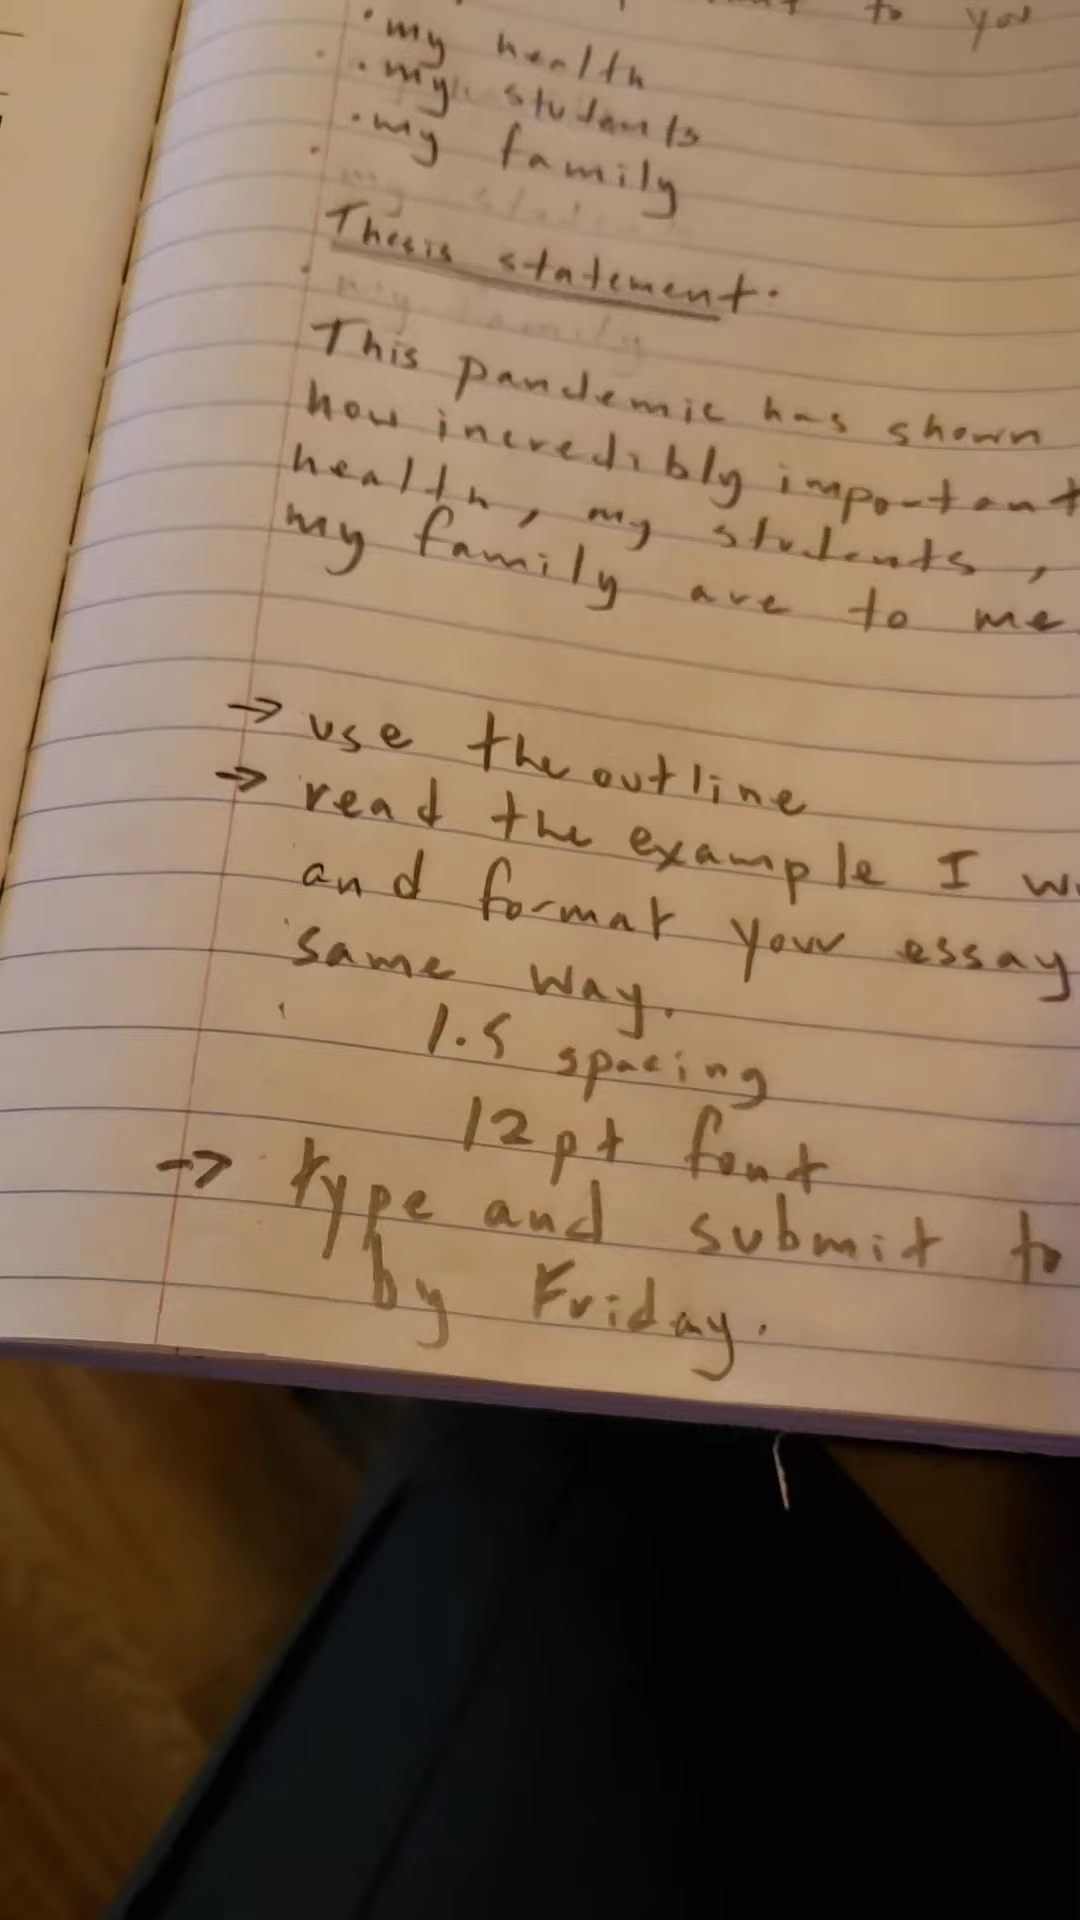 to you
• my health
• my students
• my family
Thesis statement:
This pandemic has shown
how incredibly important
health, my students,
my family are to me
→ use the outline
→ read the example I
and format your essay
same way.
1.5 spacing
12 pt font
→ type and submit to
by Friday.